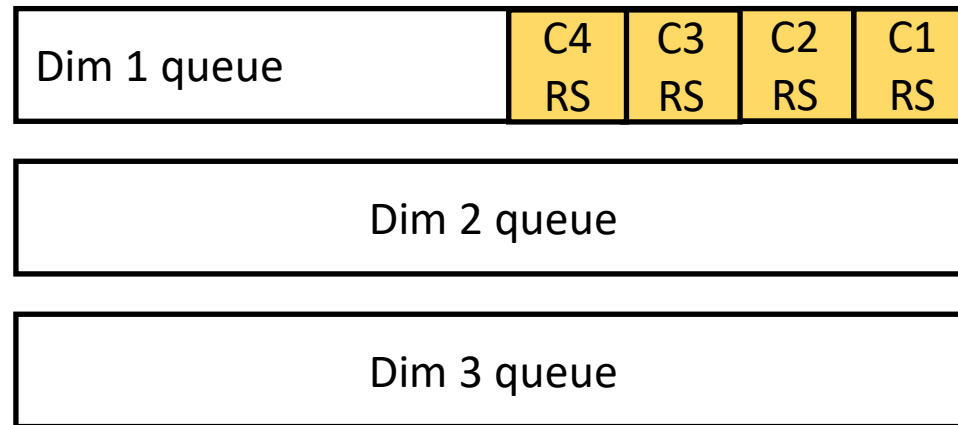 Dim 1 queue
C4 RS
C3 RS
C2 RS
C1 RS
Dim 2 queue
Dim 3 queue